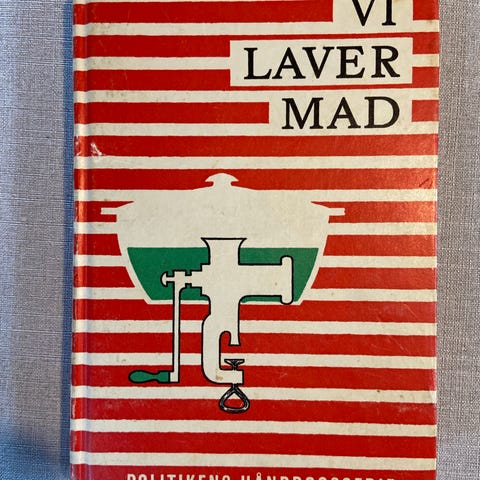 VI
LAVER
MAD
POLITIKENS HÅNDBOGSSERIE